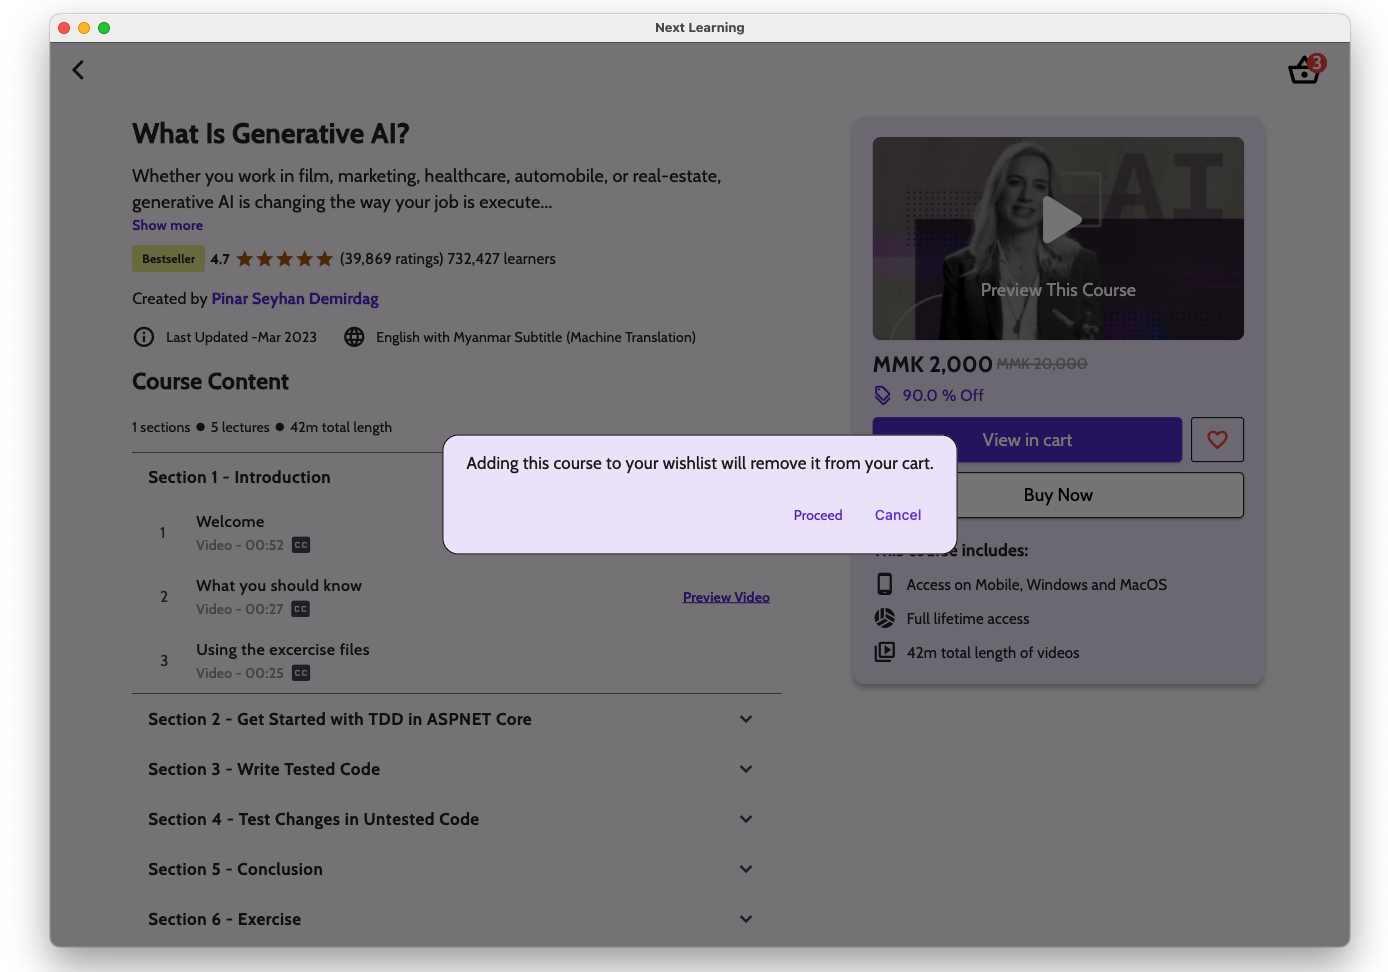 Next Learning
3
What Is Generative AI?
Whether you work in film, marketing, healthcare, automobile, or real-estate,
generative AI is changing the way your job is execute...
Show more
Bestseller 4.7 (39,869 ratings) 732,427 learners
Created by Pinar Seyhan Demirdag
Last Updated -Mar 2023 English with Myanmar Subtitle (Machine Translation)
Course Content
1 sections ● 5 lectures ● 42m total length
Section 1 - Introduction
1 Welcome
Video - 00:52 CC
2 What you should know
Video - 00:27 CC
Preview Video
3 Using the excercise files
Video - 00:25 CC
Section 2 - Get Started with TDD in ASPNET Core
Section 3 - Write Tested Code
Section 4 - Test Changes in Untested Code
Section 5 - Conclusion
Section 6 - Exercise
AI
Preview This Course
MMK 2,000 MMK 20,000
90.0 % Off
View in cart
Buy Now
includes:
Access on Mobile, Windows and MacOS
Full lifetime access
42m total length of videos
Adding this course to your wishlist will remove it from your cart.
Proceed Cancel